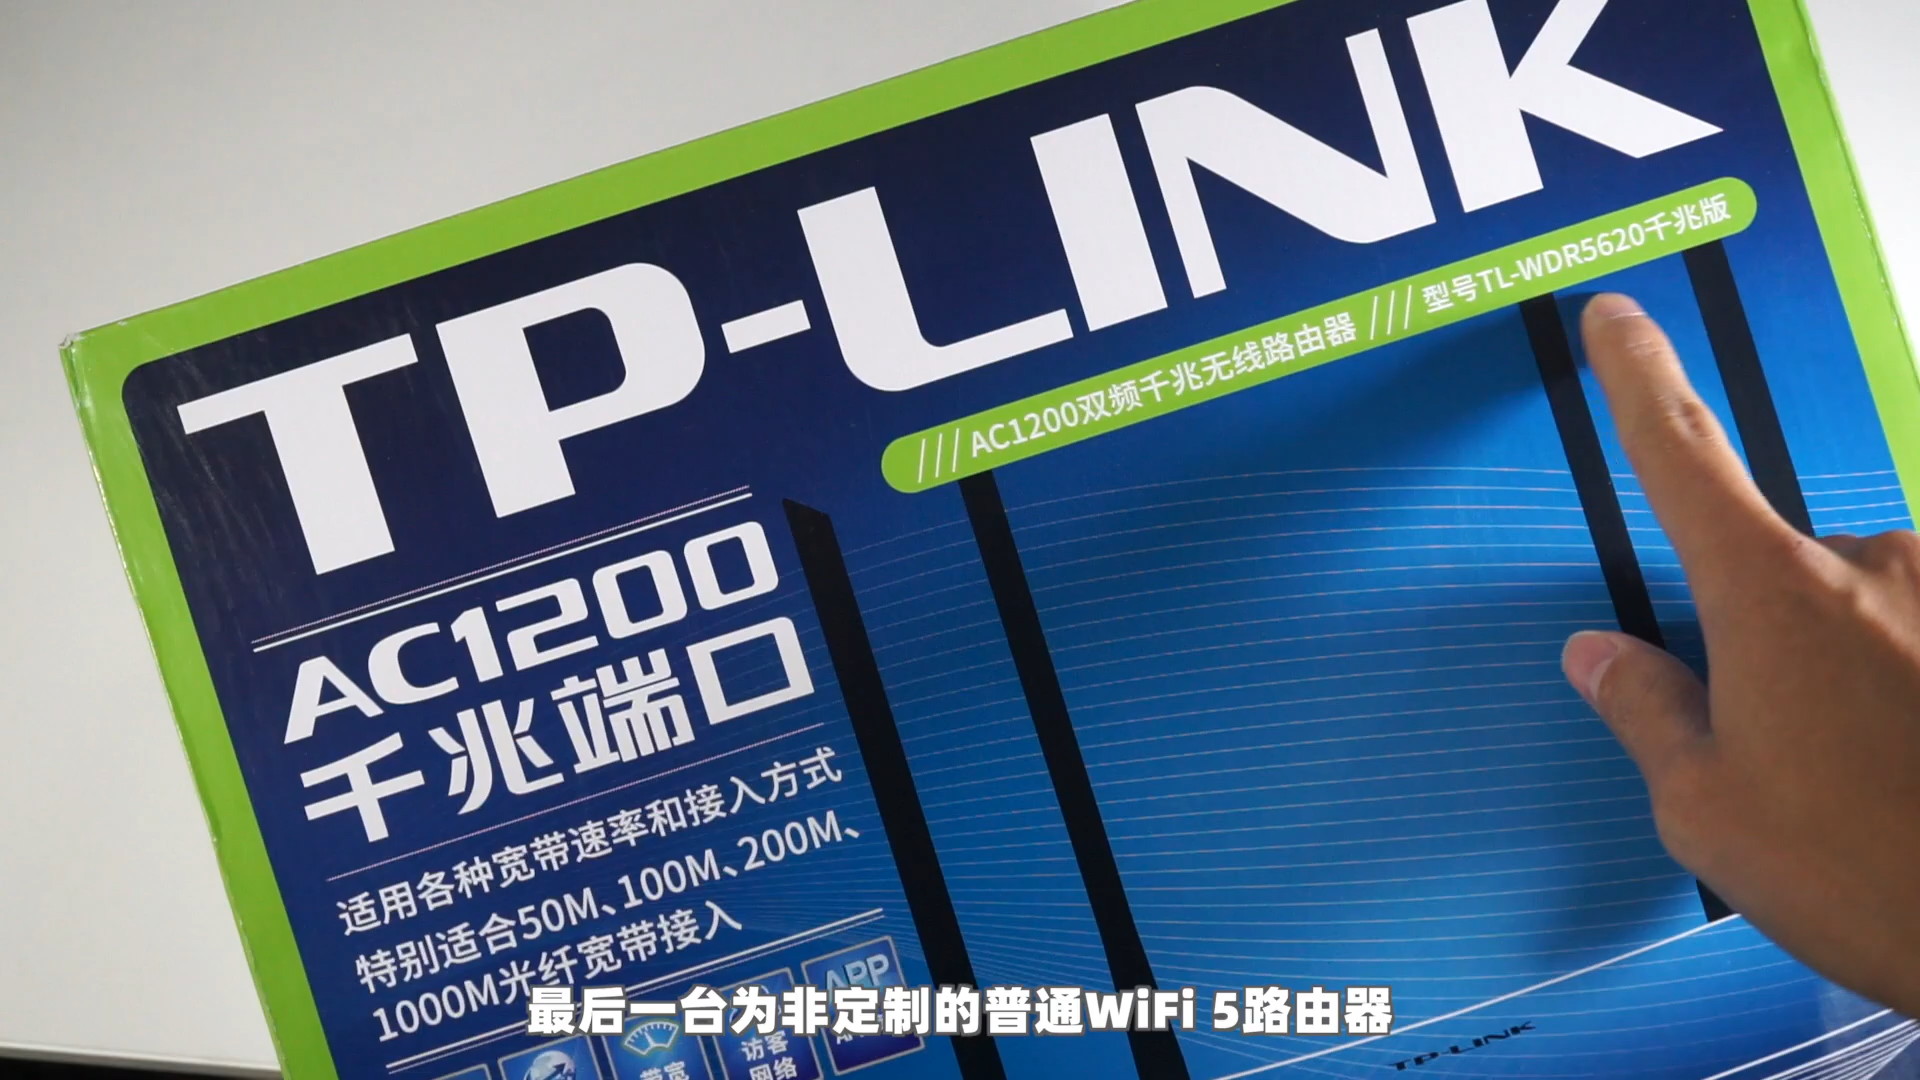 TP-LINK
///AC1200双频千兆无线路由器///型号TL-WDR5620千兆版
AC1200
千兆端口
适用各种宽带速率和接入方式
特别适合50M、100M、200M、
1000M光纤宽带接入
APP
访客
网络
带宽
TP-LINK
最后一台为非定制的普通WiFi 5路由器